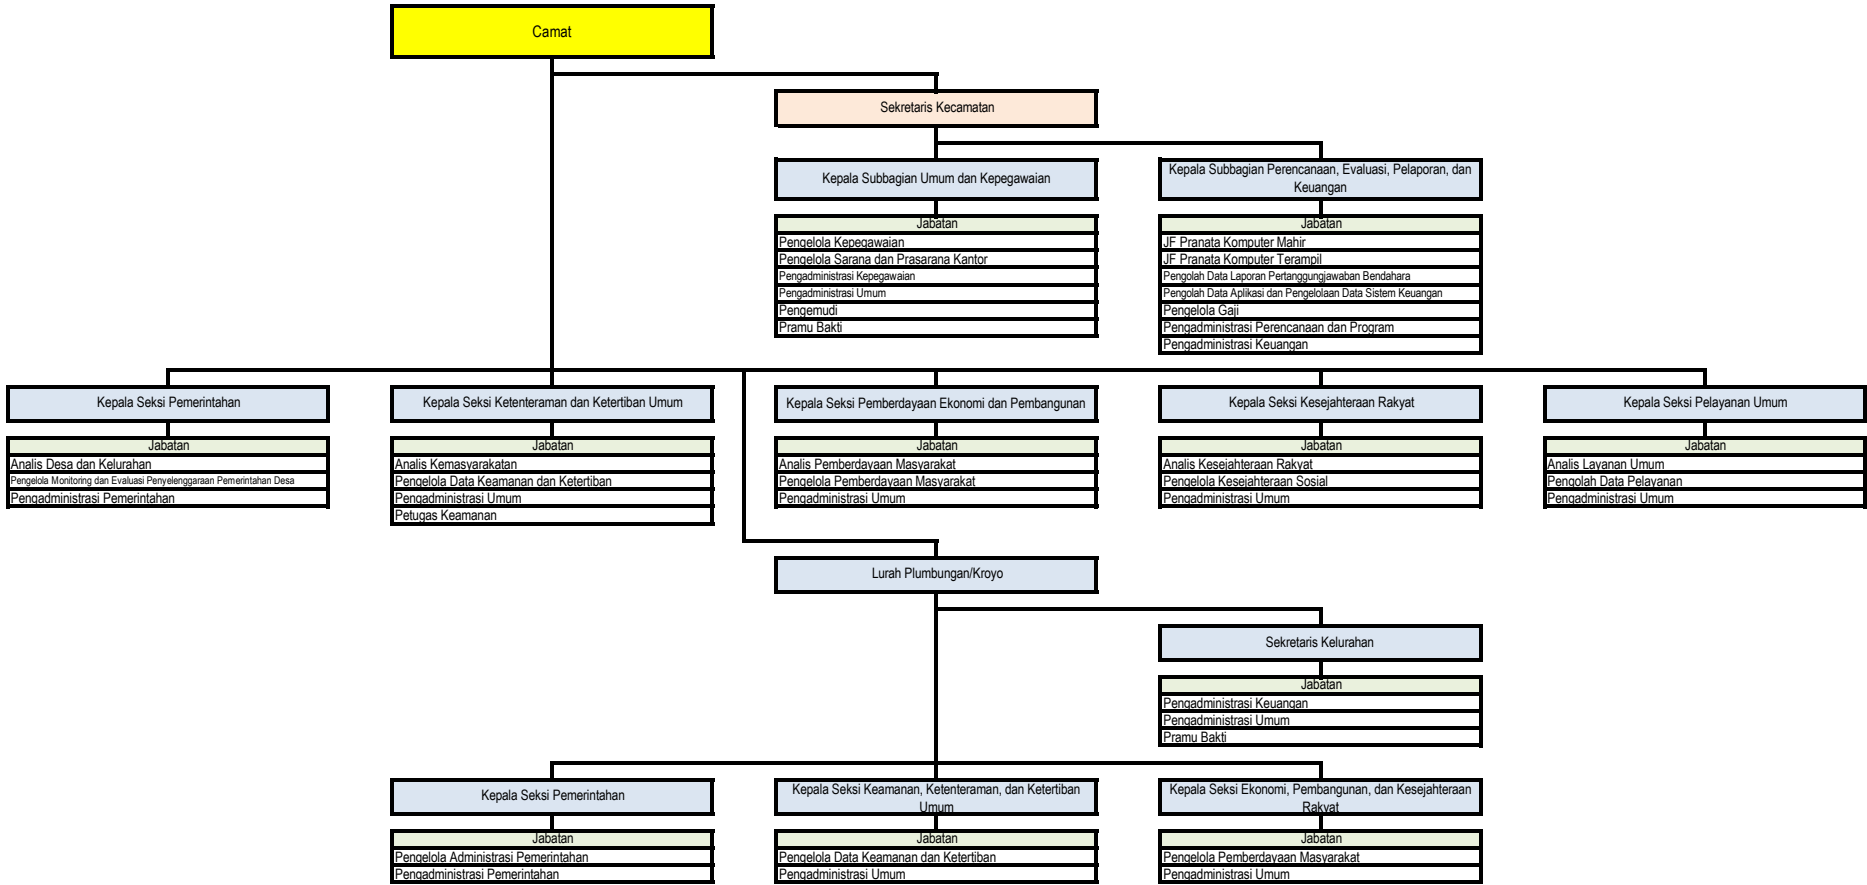 Camat
Sekretaris Kecamatan
Kepala Subbagian Umum dan Kepegawaian
Jabatan
Pengelola Kepegawaian
Pengelola Sarana dan Prasarana Kantor
Pengadministrasi Kepegawaian
Pengadministrasi Umum
Pengemudi
Pramu Bakti
Kepala Subbagian Perencanaan, Evaluasi, Pelaporan, dan
Keuangan
Jabatan
JF Pranata Komputer Mahir
JF Pranata Komputer Terampil
Pengolah Data Laporan Pertanggungjawaban Bendahara
Pengolah Data Aplikasi dan Pengelolaan Data Sistem Keuangan
Pengelola Gaji
Pengadministrasi Perencanaan dan Program
Pengadministrasi Keuangan
Kepala Seksi Pemerintahan
Jabatan
Analis Desa dan Kelurahan
Pengelola Monitoring dan Evaluasi Penyelenggaraan Pemerintahan Desa
Pengadministrasi Pemerintahan
Kepala Seksi Ketenteraman dan Ketertiban Umum
Jabatan
Analis Kemasyarakatan
Pengelola Data Keamanan dan Ketertiban
Pengadministrasi Umum
Petugas Keamanan
Kepala Seksi Pemberdayaan Ekonomi dan Pembangunan
Jabatan
Analis Pemberdayaan Masyarakat
Pengelola Pemberdayaan Masyarakat
Pengadministrasi Umum
Kepala Seksi Kesejahteraan Rakyat
Jabatan
Analis Kesejahteraan Rakyat
Pengelola Kesejahteraan Sosial
Pengadministrasi Umum
Kepala Seksi Pelayanan Umum
Jabatan
Analis Layanan Umum
Pengolah Data Pelayanan
Pengadministrasi Umum
Lurah Plumbungan/Kroyo
Sekretaris Kelurahan
Jabatan
Pengadministrasi Keuangan
Pengadministrasi Umum
Pramu Bakti
Kepala Seksi Pemerintahan
Jabatan
Pengelola Administrasi Pemerintahan
Pengadministrasi Pemerintahan
Kepala Seksi Keamanan, Ketenteraman, dan Ketertiban
Umum
Jabatan
Pengelola Data Keamanan dan Ketertiban
Pengadministrasi Umum
Kepala Seksi Ekonomi, Pembangunan, dan Kesejahteraan
Rakyat
Jabatan
Pengelola Pemberdayaan Masyarakat
Pengadministrasi Umum